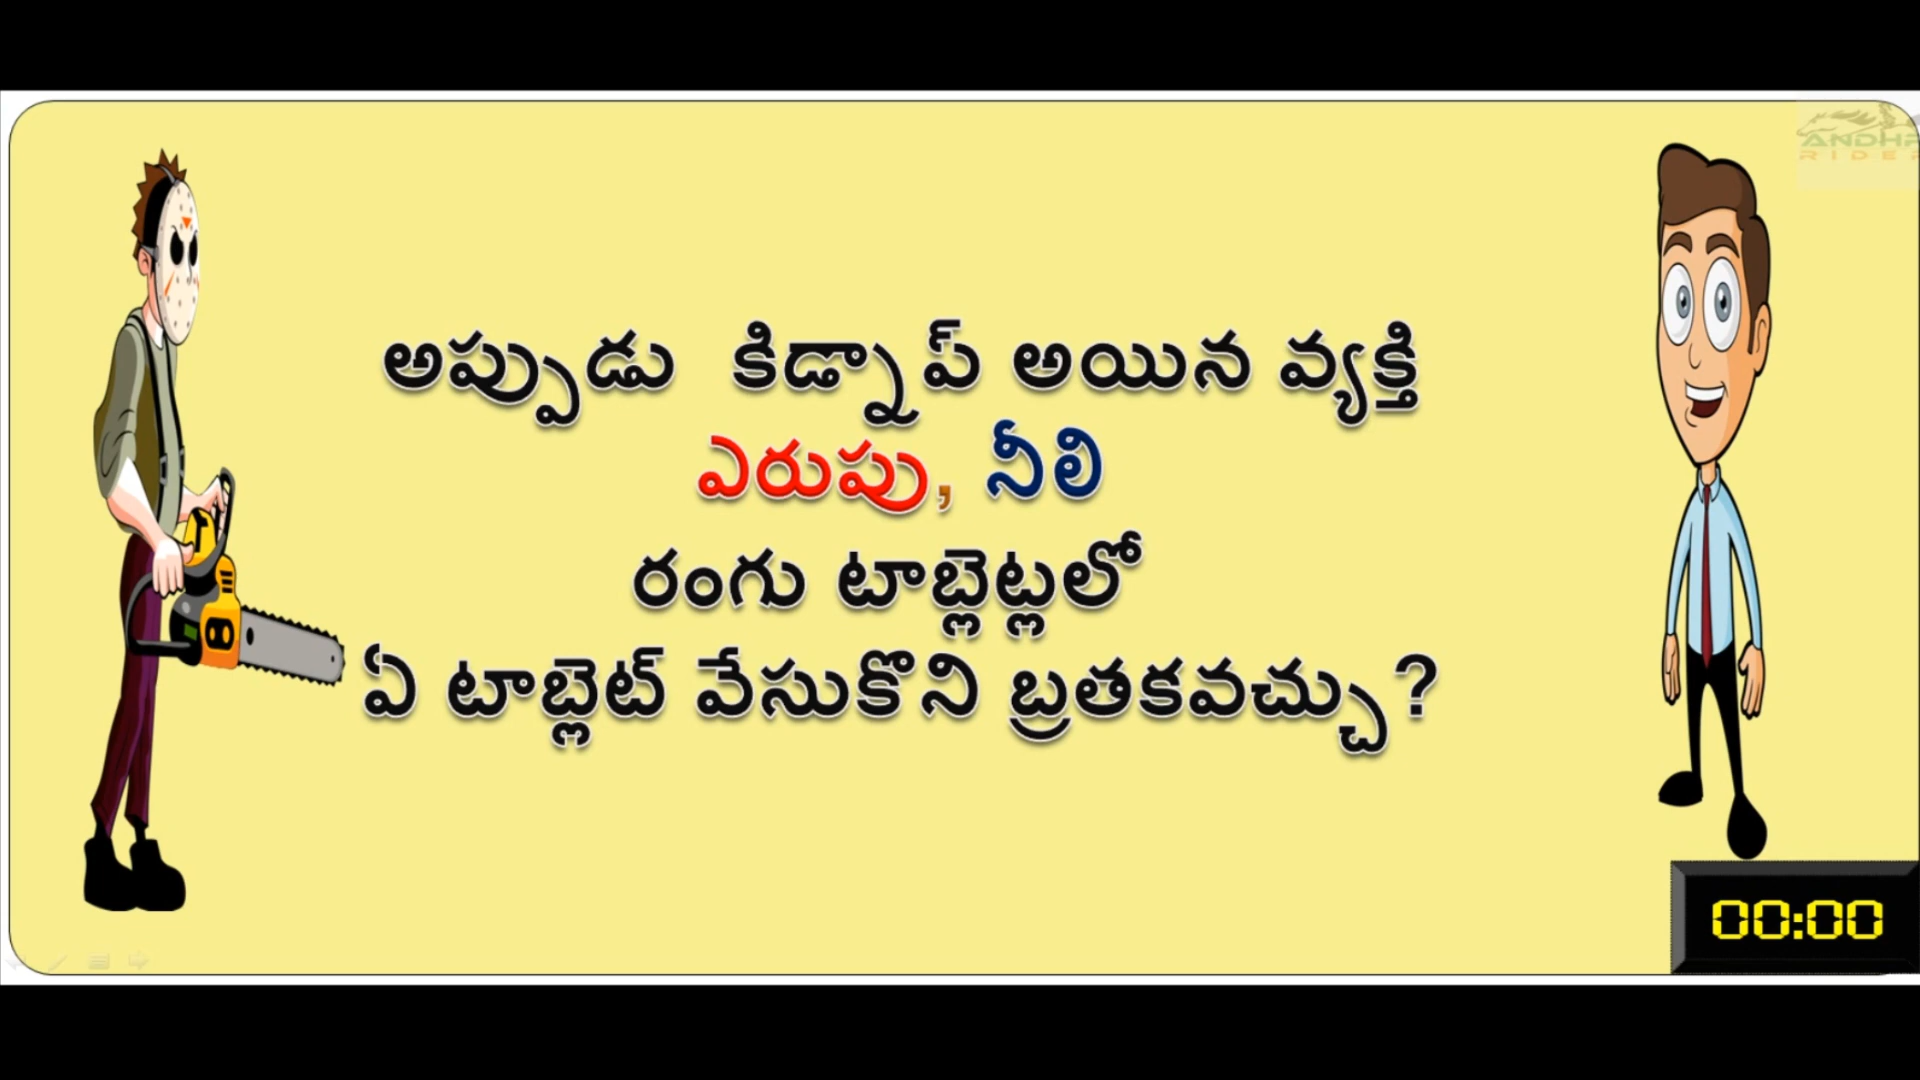 అప్పుడు కిడ్నాప్ అయిన వ్యక్తి
ఎరుపు, నీలి
రంగు టాబ్లెట్లలో
ఏ టాబ్లెట్ వేసుకొని బ్రతకవచ్చు?
00:00